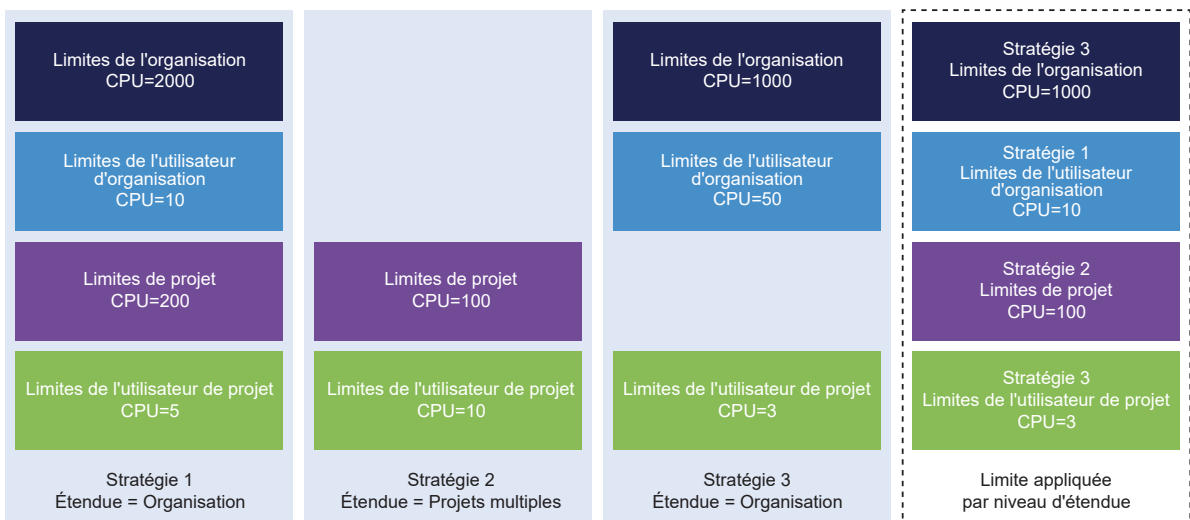 Limites de l'organisation
CPU=2000
Limites de l'utilisateur
d'organisation
CPU=10
Limites de projet
CPU=200
Limites de l'utilisateur de projet
CPU=5
Stratégie 1
Étendue = Organisation
Limites de projet
CPU=100
Limites de l'utilisateur de projet
CPU=10
Stratégie 2
Étendue = Projets multiples
Limites de l'organisation
CPU=1000
Limites de l'utilisateur
d'organisation
CPU=50
Limites de l'utilisateur de projet
CPU=3
Stratégie 3
Étendue = Organisation
Stratégie 3
Limites de l'organisation
CPU=1000
Stratégie 1
Limites de l'utilisateur
d'organisation
CPU=10
Stratégie 2
Limites de projet
CPU=100
Stratégie 3
Limites de l'utilisateur de projet
CPU=3
Limite appliquée
par niveau d'étendue